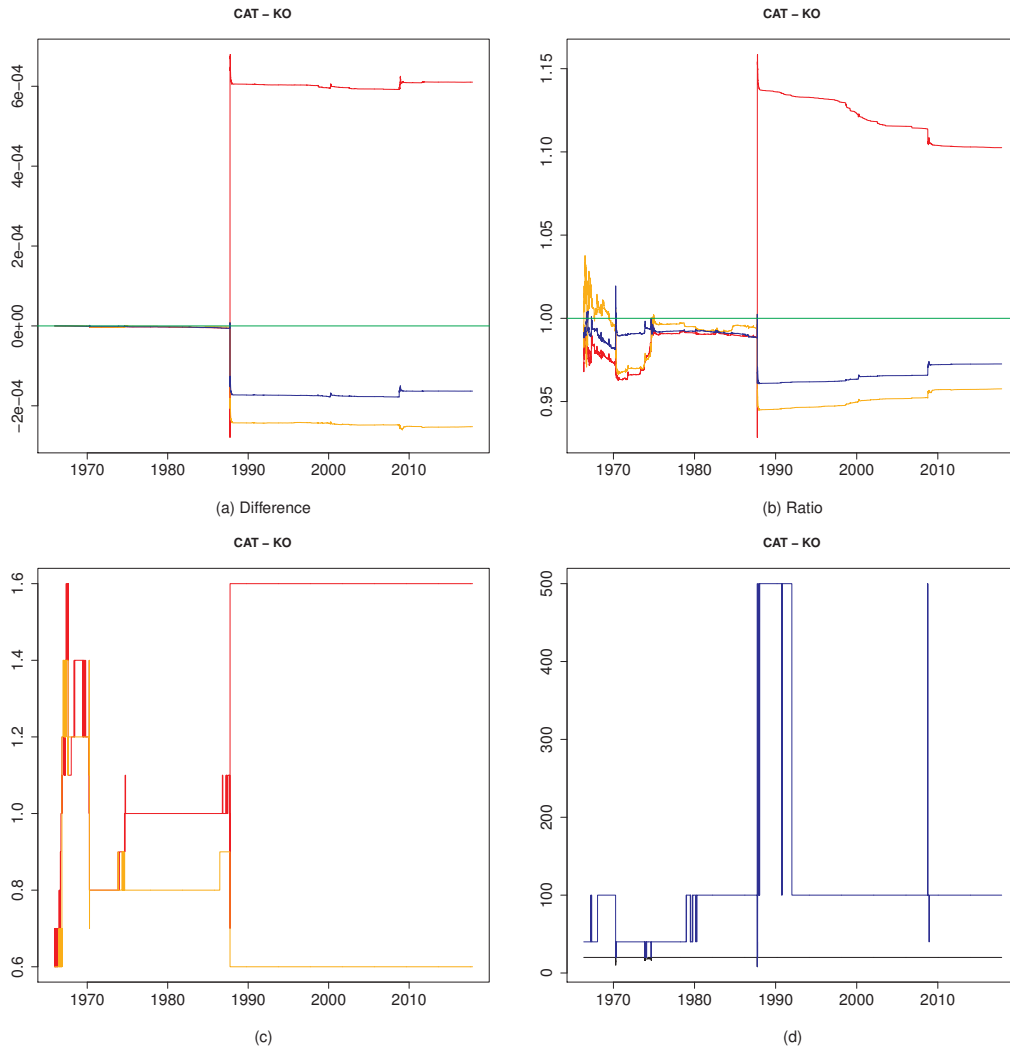 CAT – KO
CAT – KO
6e−04
4e−04
2e−04
0e+00
−2e−04
1970 1980 1990 2000 2010
1.15
1.10
1.05
1.00
0.95
1970 1980 1990 2000 2010
(a) Difference
(b) Ratio
CAT – KO
CAT – KO
1.6
1.4
1.2
1.0
0.8
0.6
1970 1980 1990 2000 2010
500
400
300
200
100
0
1970 1980 1990 2000 2010
(c)
(d)